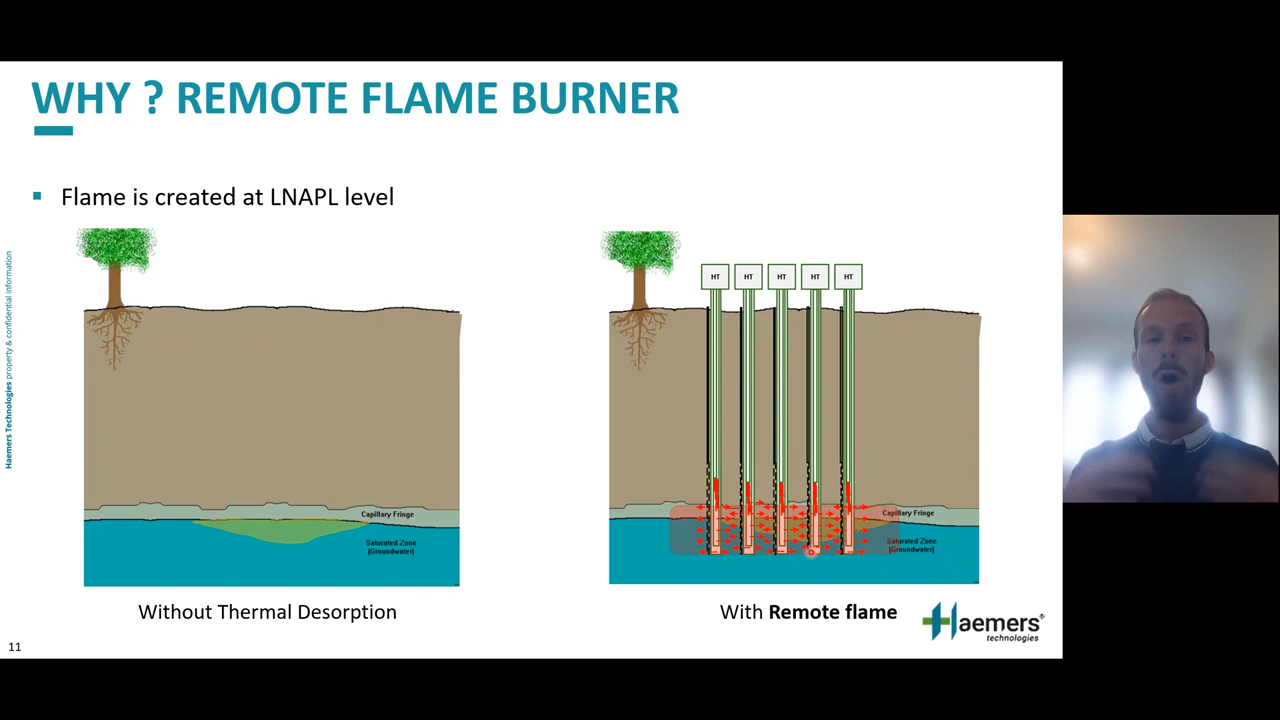 WHY ? REMOTE FLAME BURNER
Flame is created at LNAPL level
Haemers Technologies property & confidential information
Capillary Fringe
Saturated Zone
(Groundwater)
Without Thermal Desorption
HT HT HT HT HT
Capillary Fringe
Saturated Zone
(Groundwater)
With Remote flame
Haemers®
technologies
11